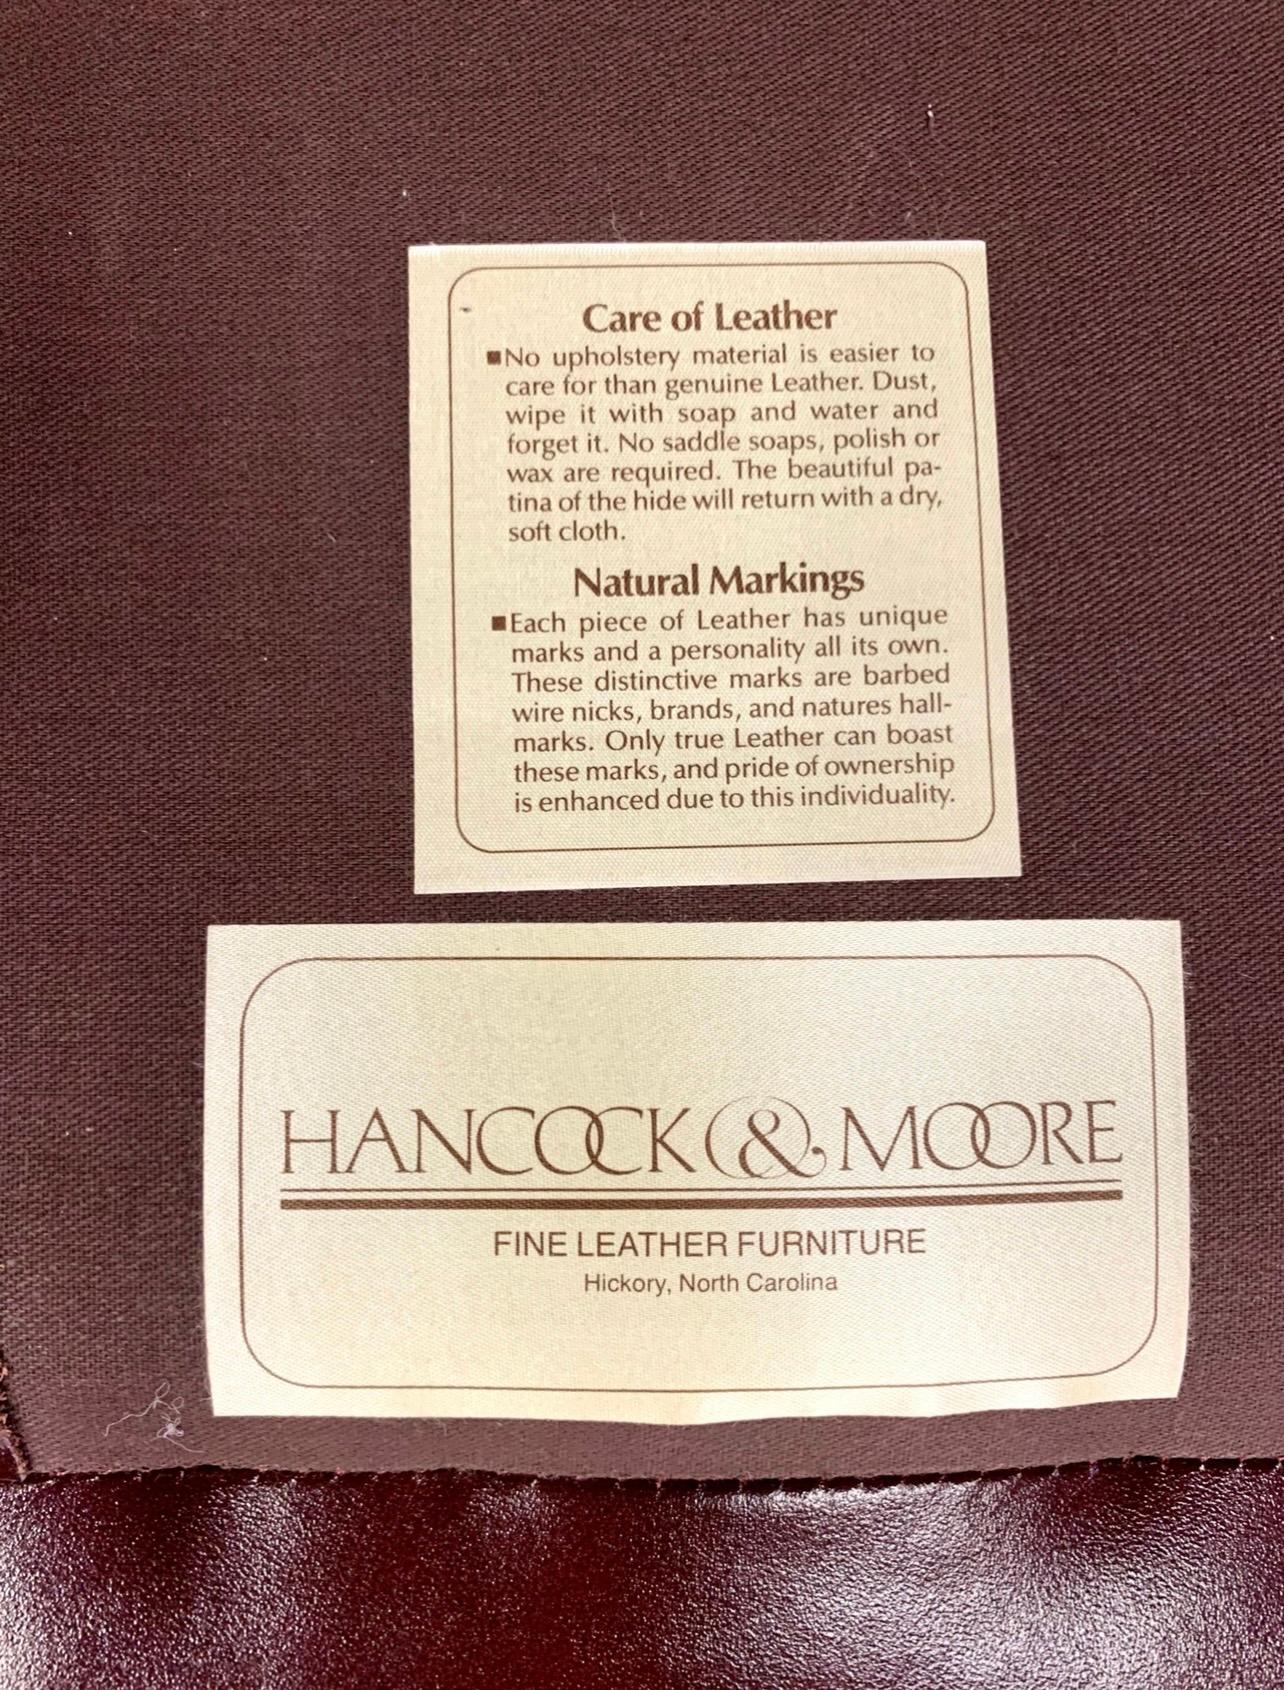 Care of Leather
■No upholstery material is easier to
care for than genuine Leather. Dust,
wipe it with soap and water and
forget it. No saddle soaps, polish or
wax are required. The beautiful pa-
tina of the hide will return with a dry,
soft cloth.
Natural Markings
■Each piece of Leather has unique
marks and a personality all its own.
These distinctive marks are barbed
wire nicks, brands, and natures hall-
marks. Only true Leather can boast
these marks, and pride of ownership
is enhanced due to this individuality.
HANCOCK & MOORE
FINE LEATHER FURNITURE
Hickory, North Carolina